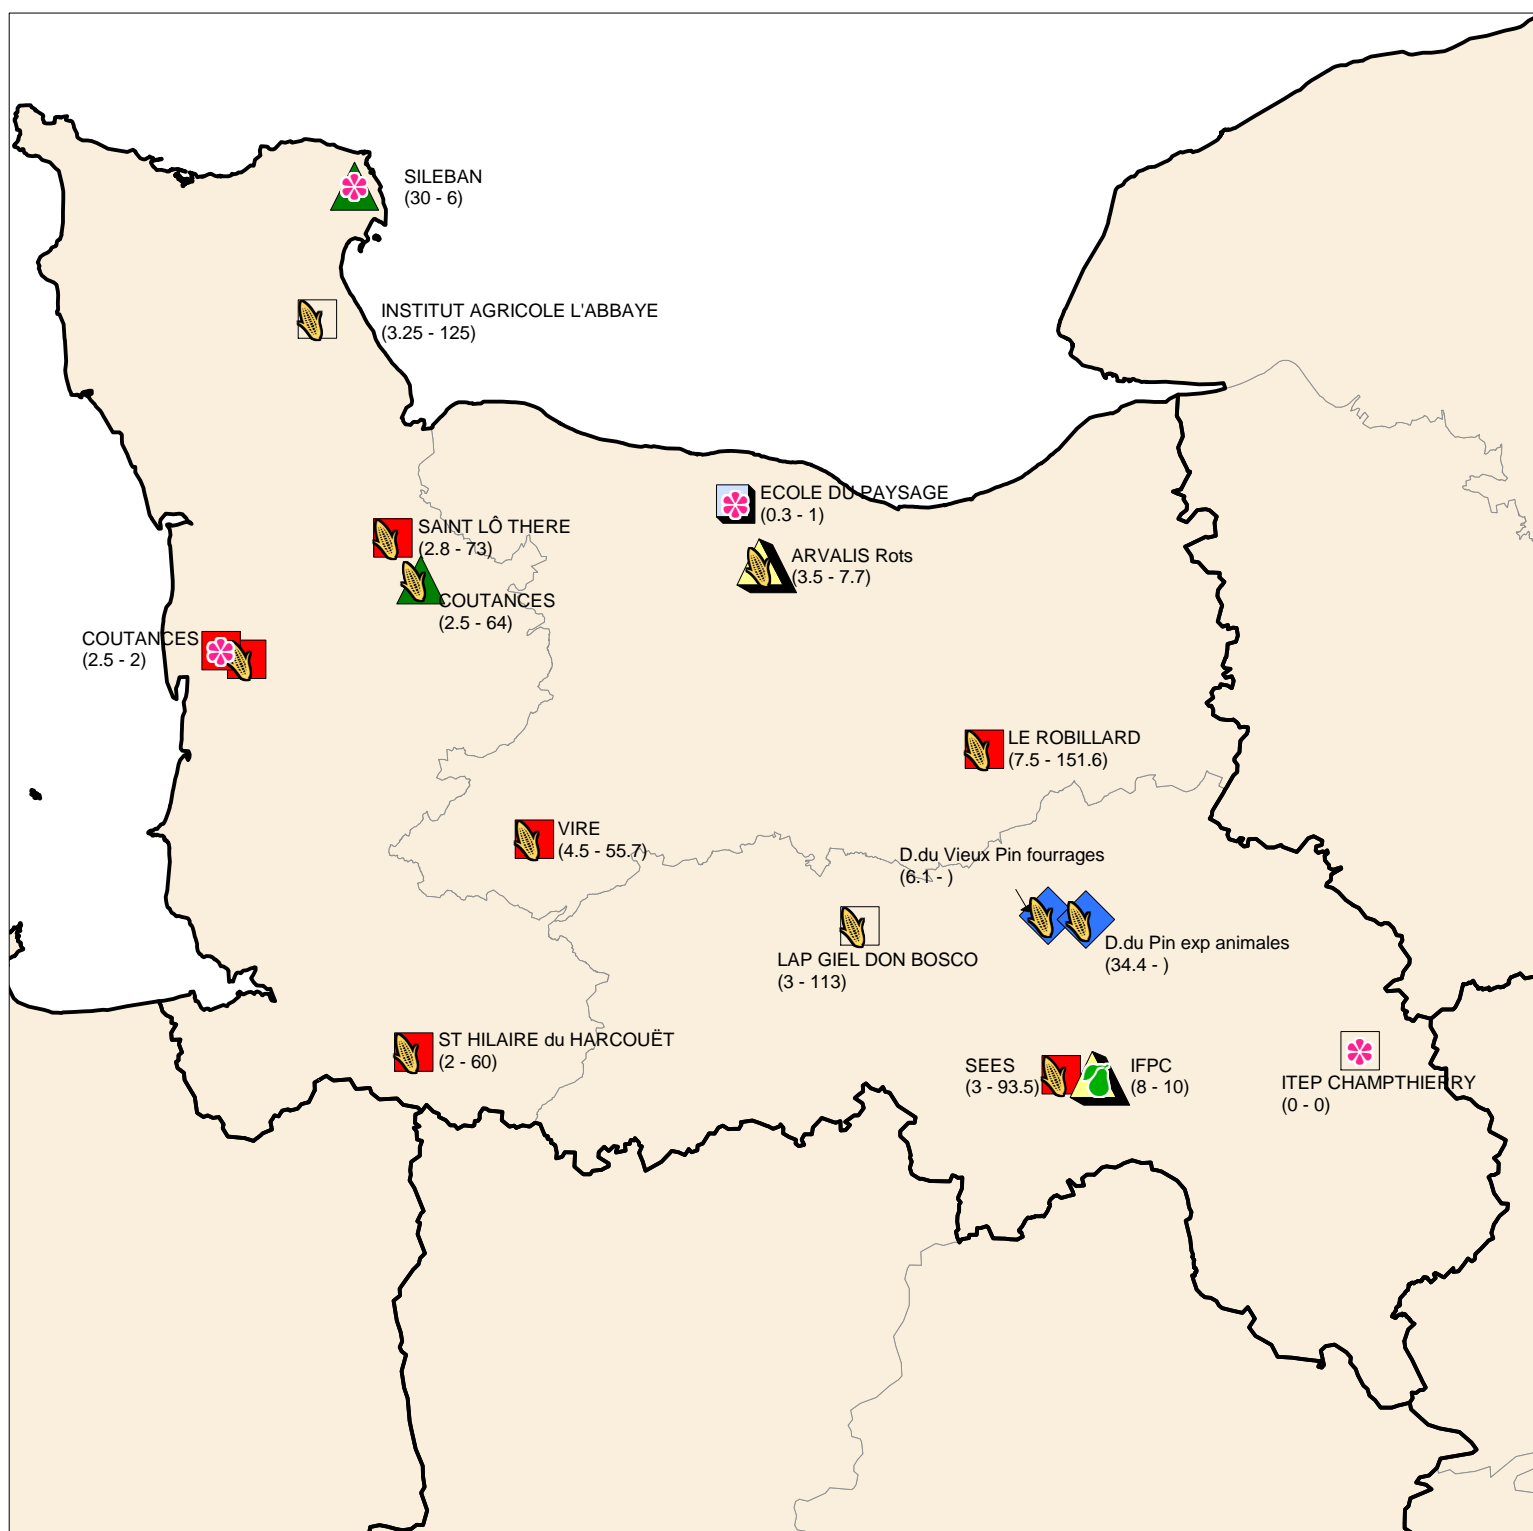 SILEBAN
(30 - 6)
INSTITUT AGRICOLE L'ABBAYE
(3.25 - 125)
ECOLE DU PAYSAGE
(0.3 - 1)
SAINT LÔ THERE
(2.8 - 73)
ARVALIS Rots
(3.5 - 7.7)
COUTANCES
(2.5 - 64)
COUTANCES
(2.5 - 2)
LE ROBILLARD
(7.5 - 151.6)
VIRE
(4.5 - 55.7)
D.du Vieux Pin fourrages
(6.1 - )
D.du Pin exp animales
(34.4 - )
LAP GIEL DON BOSCO
(3 - 113)
ST HILAIRE du HARCOUËT
(2 - 60)
SEES
(3 - 93.5)
IFPC
(8 - 10)
ITEP CHAMPTHIERRY
(0 - 0)